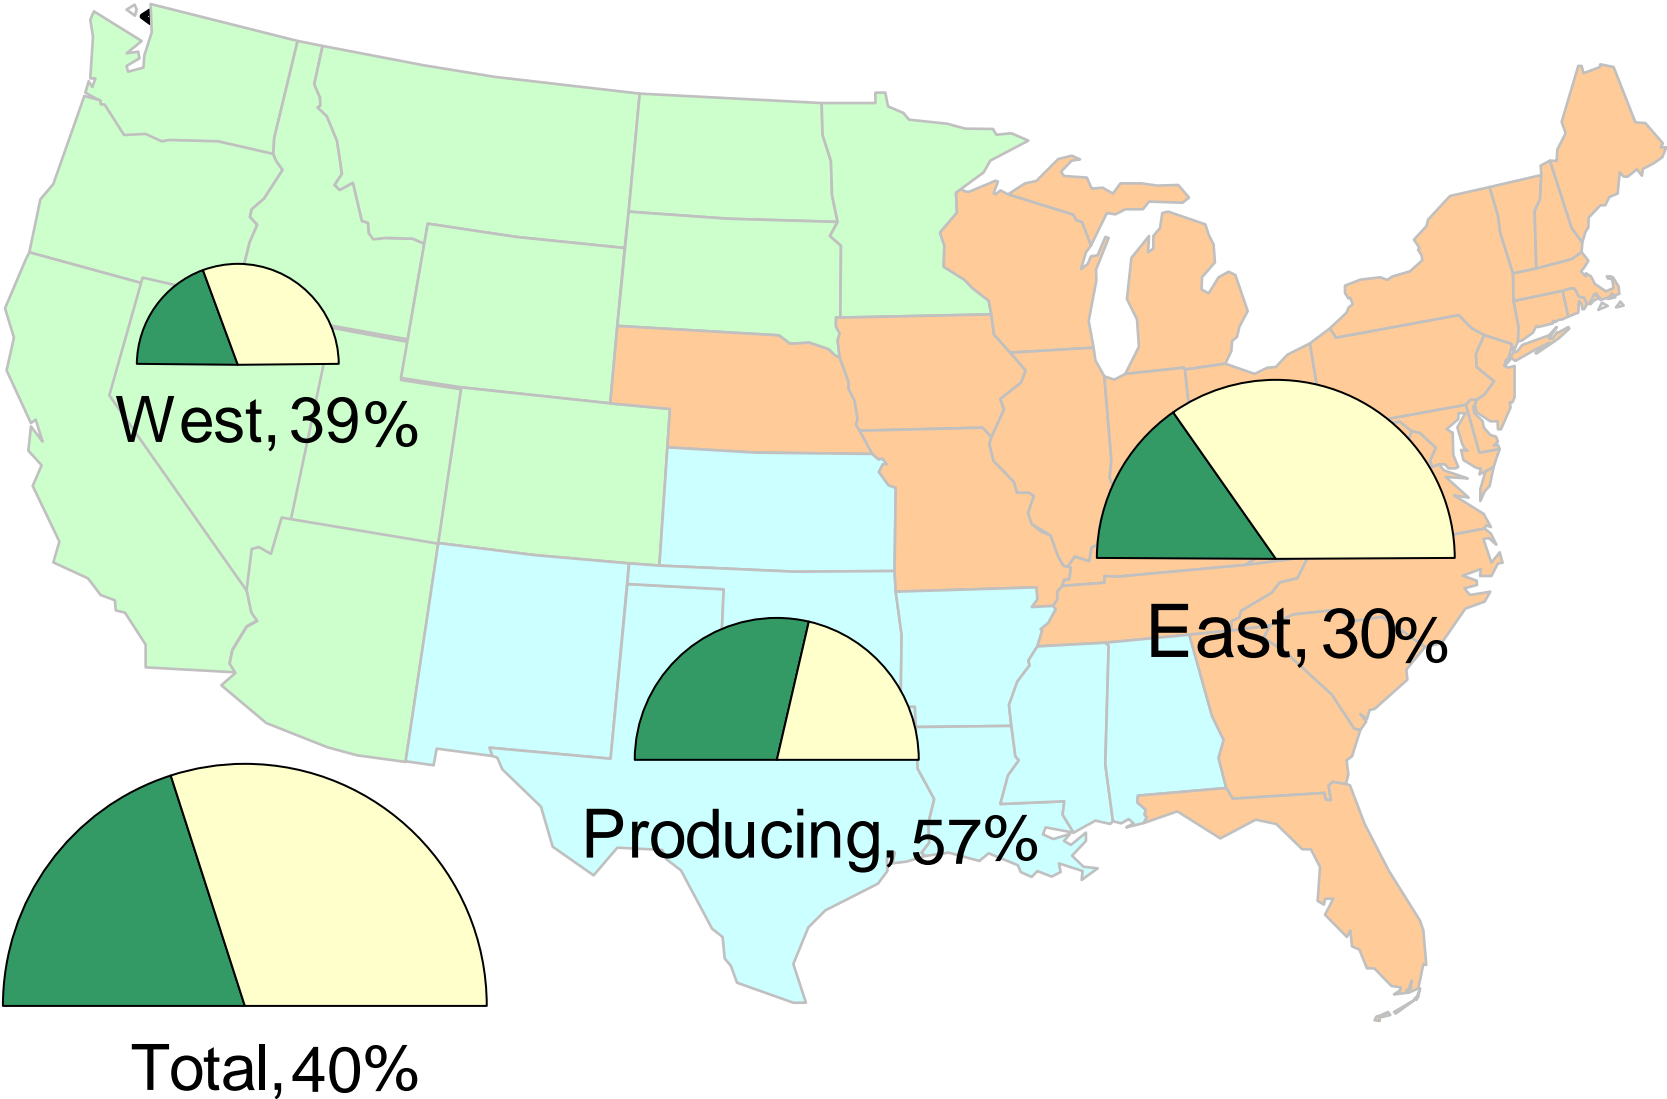 West, 39%
East, 30%
Producing, 57%
Total, 40%